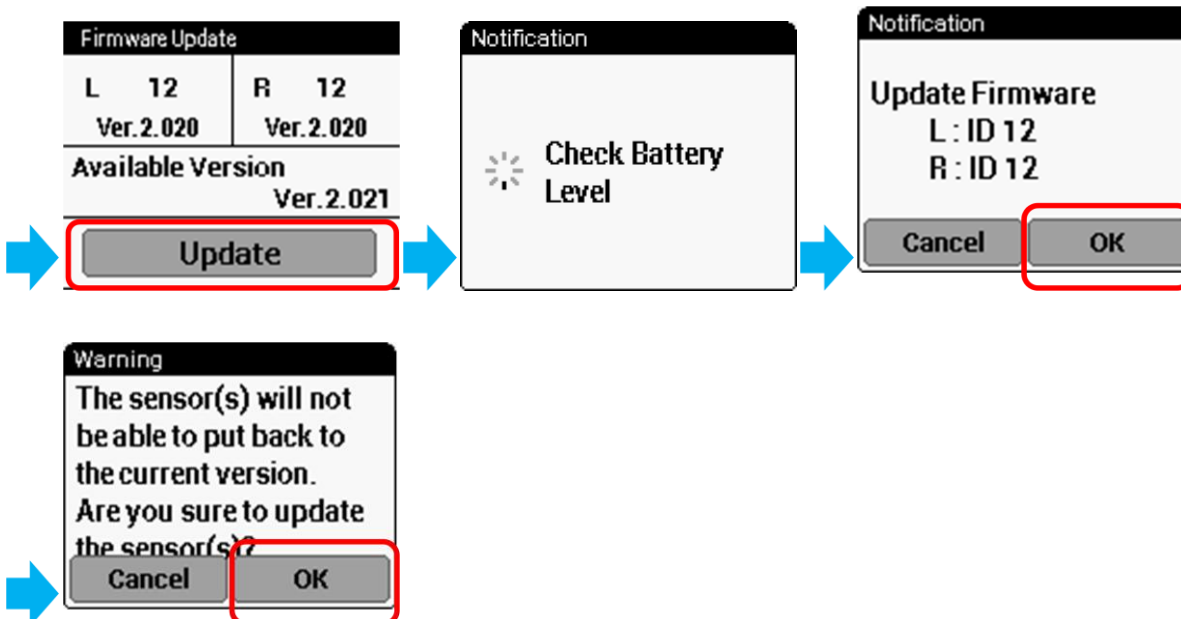 Firmware Update
L 12 R 12
Ver.2.020 Ver.2.020
Available Version
Ver.2.021
Update
Notification
Check Battery
Level
Notification
Update Firmware
L : ID 12
R : ID 12
Cancel OK
Warning
The sensor(s) will not
be able to put back to
the current version.
Are you sure to update
the sensor(s)?
Cancel OK